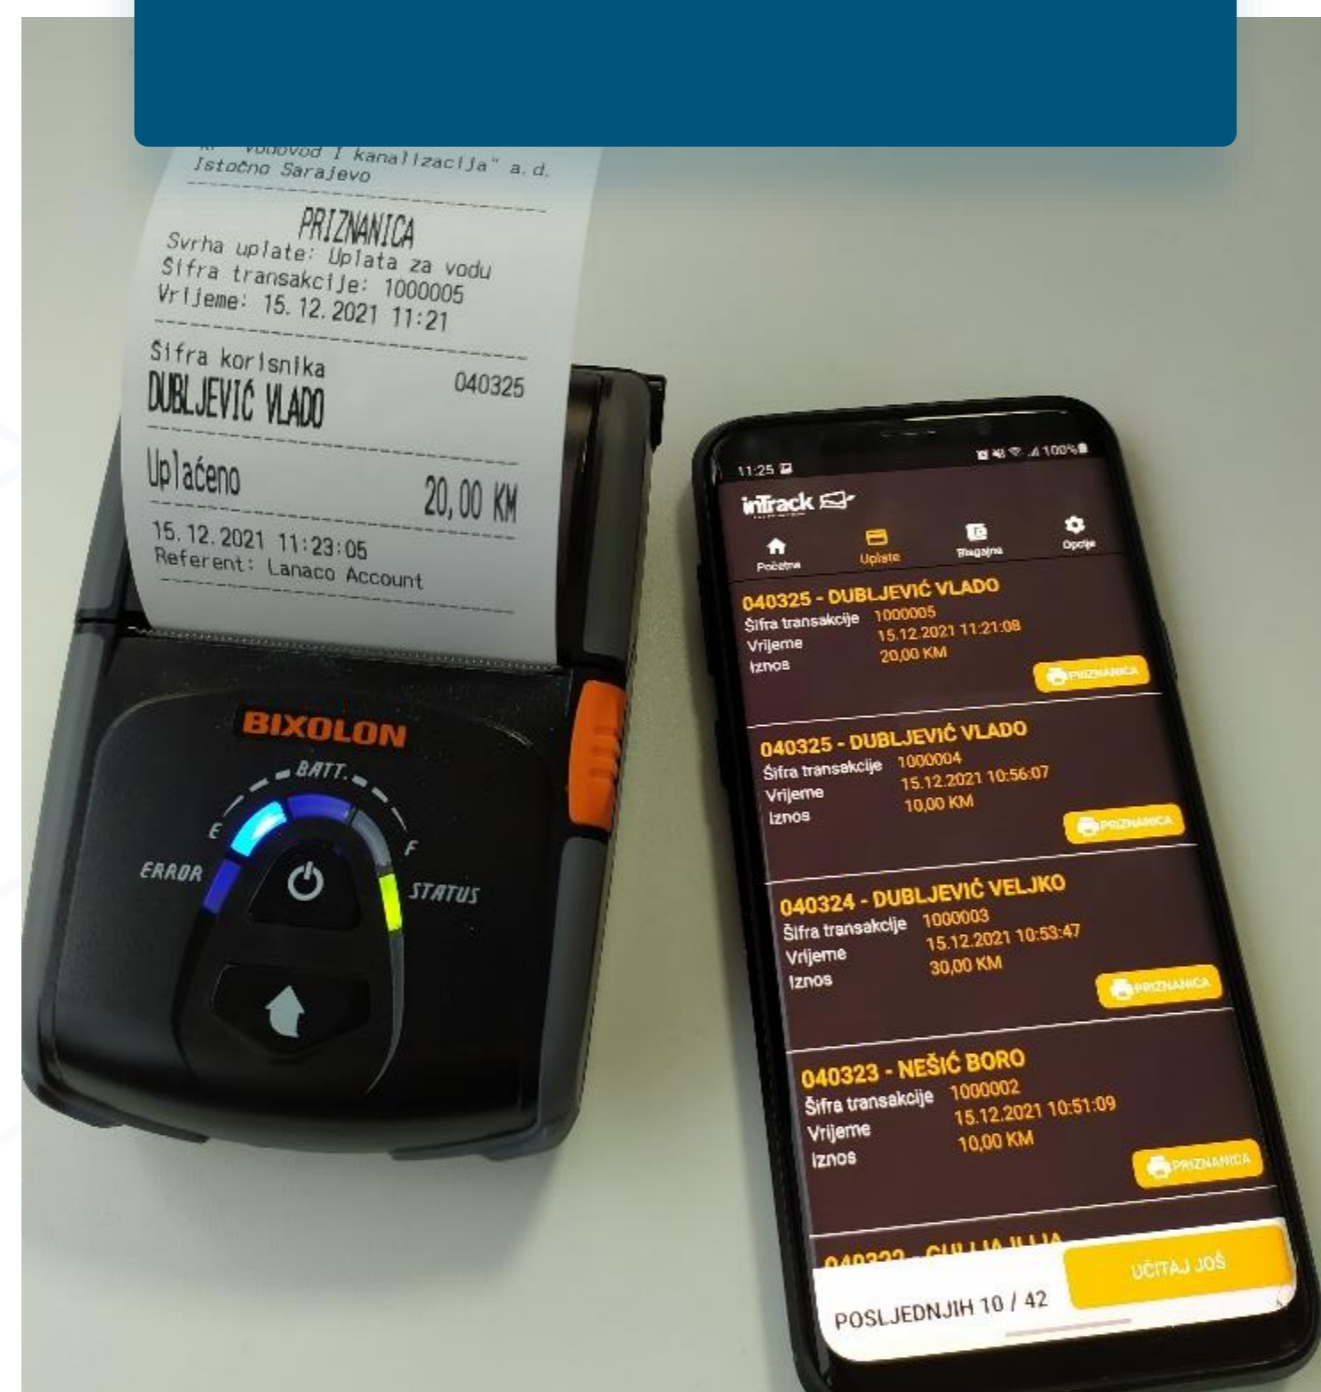 "Vodovod I kanalizacija" a.d.
Istočno Sarajevo
PRIZNANICA
Svrha uplate: Uplata za vodu
Šifra transakcije: 1000005
Vrijeme: 15.12.2021 11:21
Šifra korisnika 040325
DUBLJEVIĆ VLADO
Uplaćeno 20,00 KM
15.12.2021 11:23:05
Referent: Lanaco Account
BIXOLON
BATT.
E F
ERROR STATUS
11:25 100%
inTrack
Početna Uplate Blagajna Opcije
040325 - DUBLJEVIĆ VLADO
Šifra transakcije 1000005
Vrijeme 15.12.2021 11:21:08
Iznos 20,00 KM
PRIZNANICA
040325 - DUBLJEVIĆ VLADO
Šifra transakcije 1000004
Vrijeme 15.12.2021 10:56:07
Iznos 10,00 KM
PRIZNANICA
040324 - DUBLJEVIĆ VELJKO
Šifra transakcije 1000003
Vrijeme 15.12.2021 10:53:47
Iznos 30,00 KM
PRIZNANICA
040323 - NEŠIĆ BORO
Šifra transakcije 1000002
Vrijeme 15.12.2021 10:51:09
Iznos 10,00 KM
PRIZNANICA
040322 -
POSLJEDNJIH 10 / 42
UČITAJ JOŠ